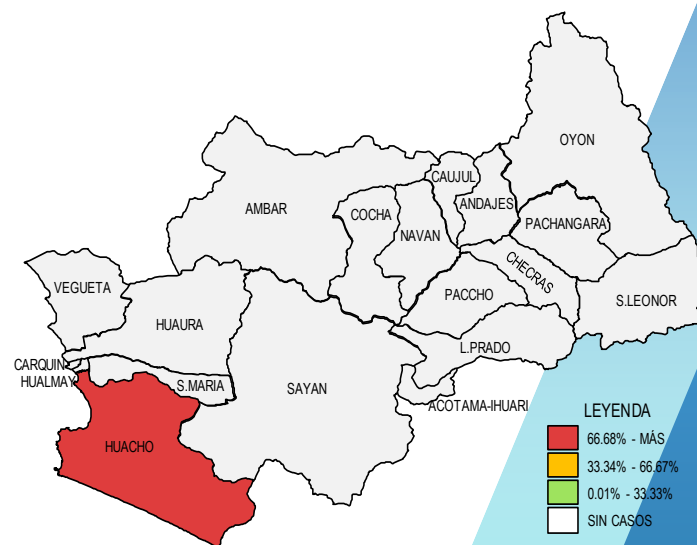 OYON
CAUJUL
ANDAJES
AMBAR
COCHA
NAVAN
PACHANGARA
CHECRAS
VEGUETA
PACCHO
S.LEONOR
HUAURA
L.PRADO
CARQUIN
HUALMAY
S.MARIA
SAYAN
ACOTAMA-IHUARI
HUACHO
LEYENDA
66.68% - MÁS
33.34% - 66.67%
0.01% - 33.33%
SIN CASOS